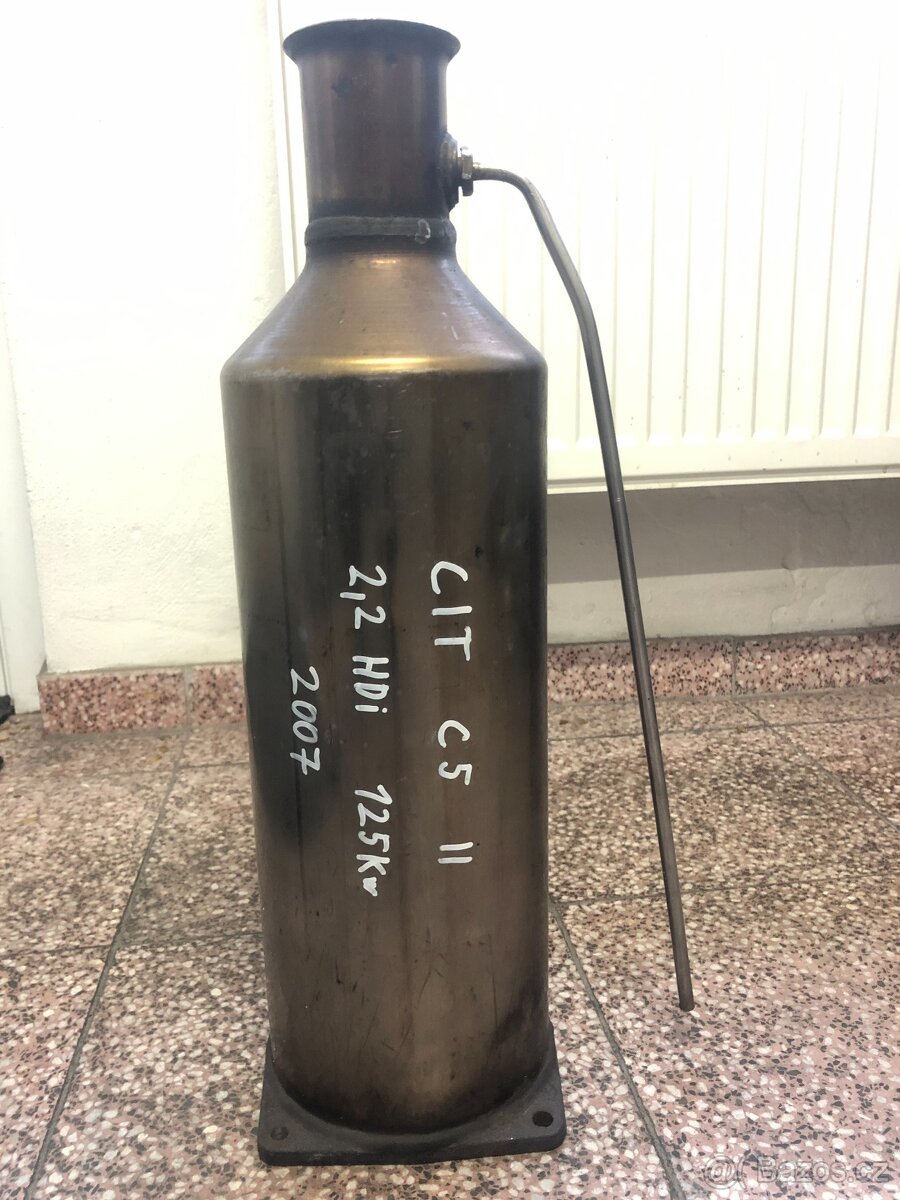 CIT C5 II
2,2 HDi 125Kw
2007
Bazos.cz